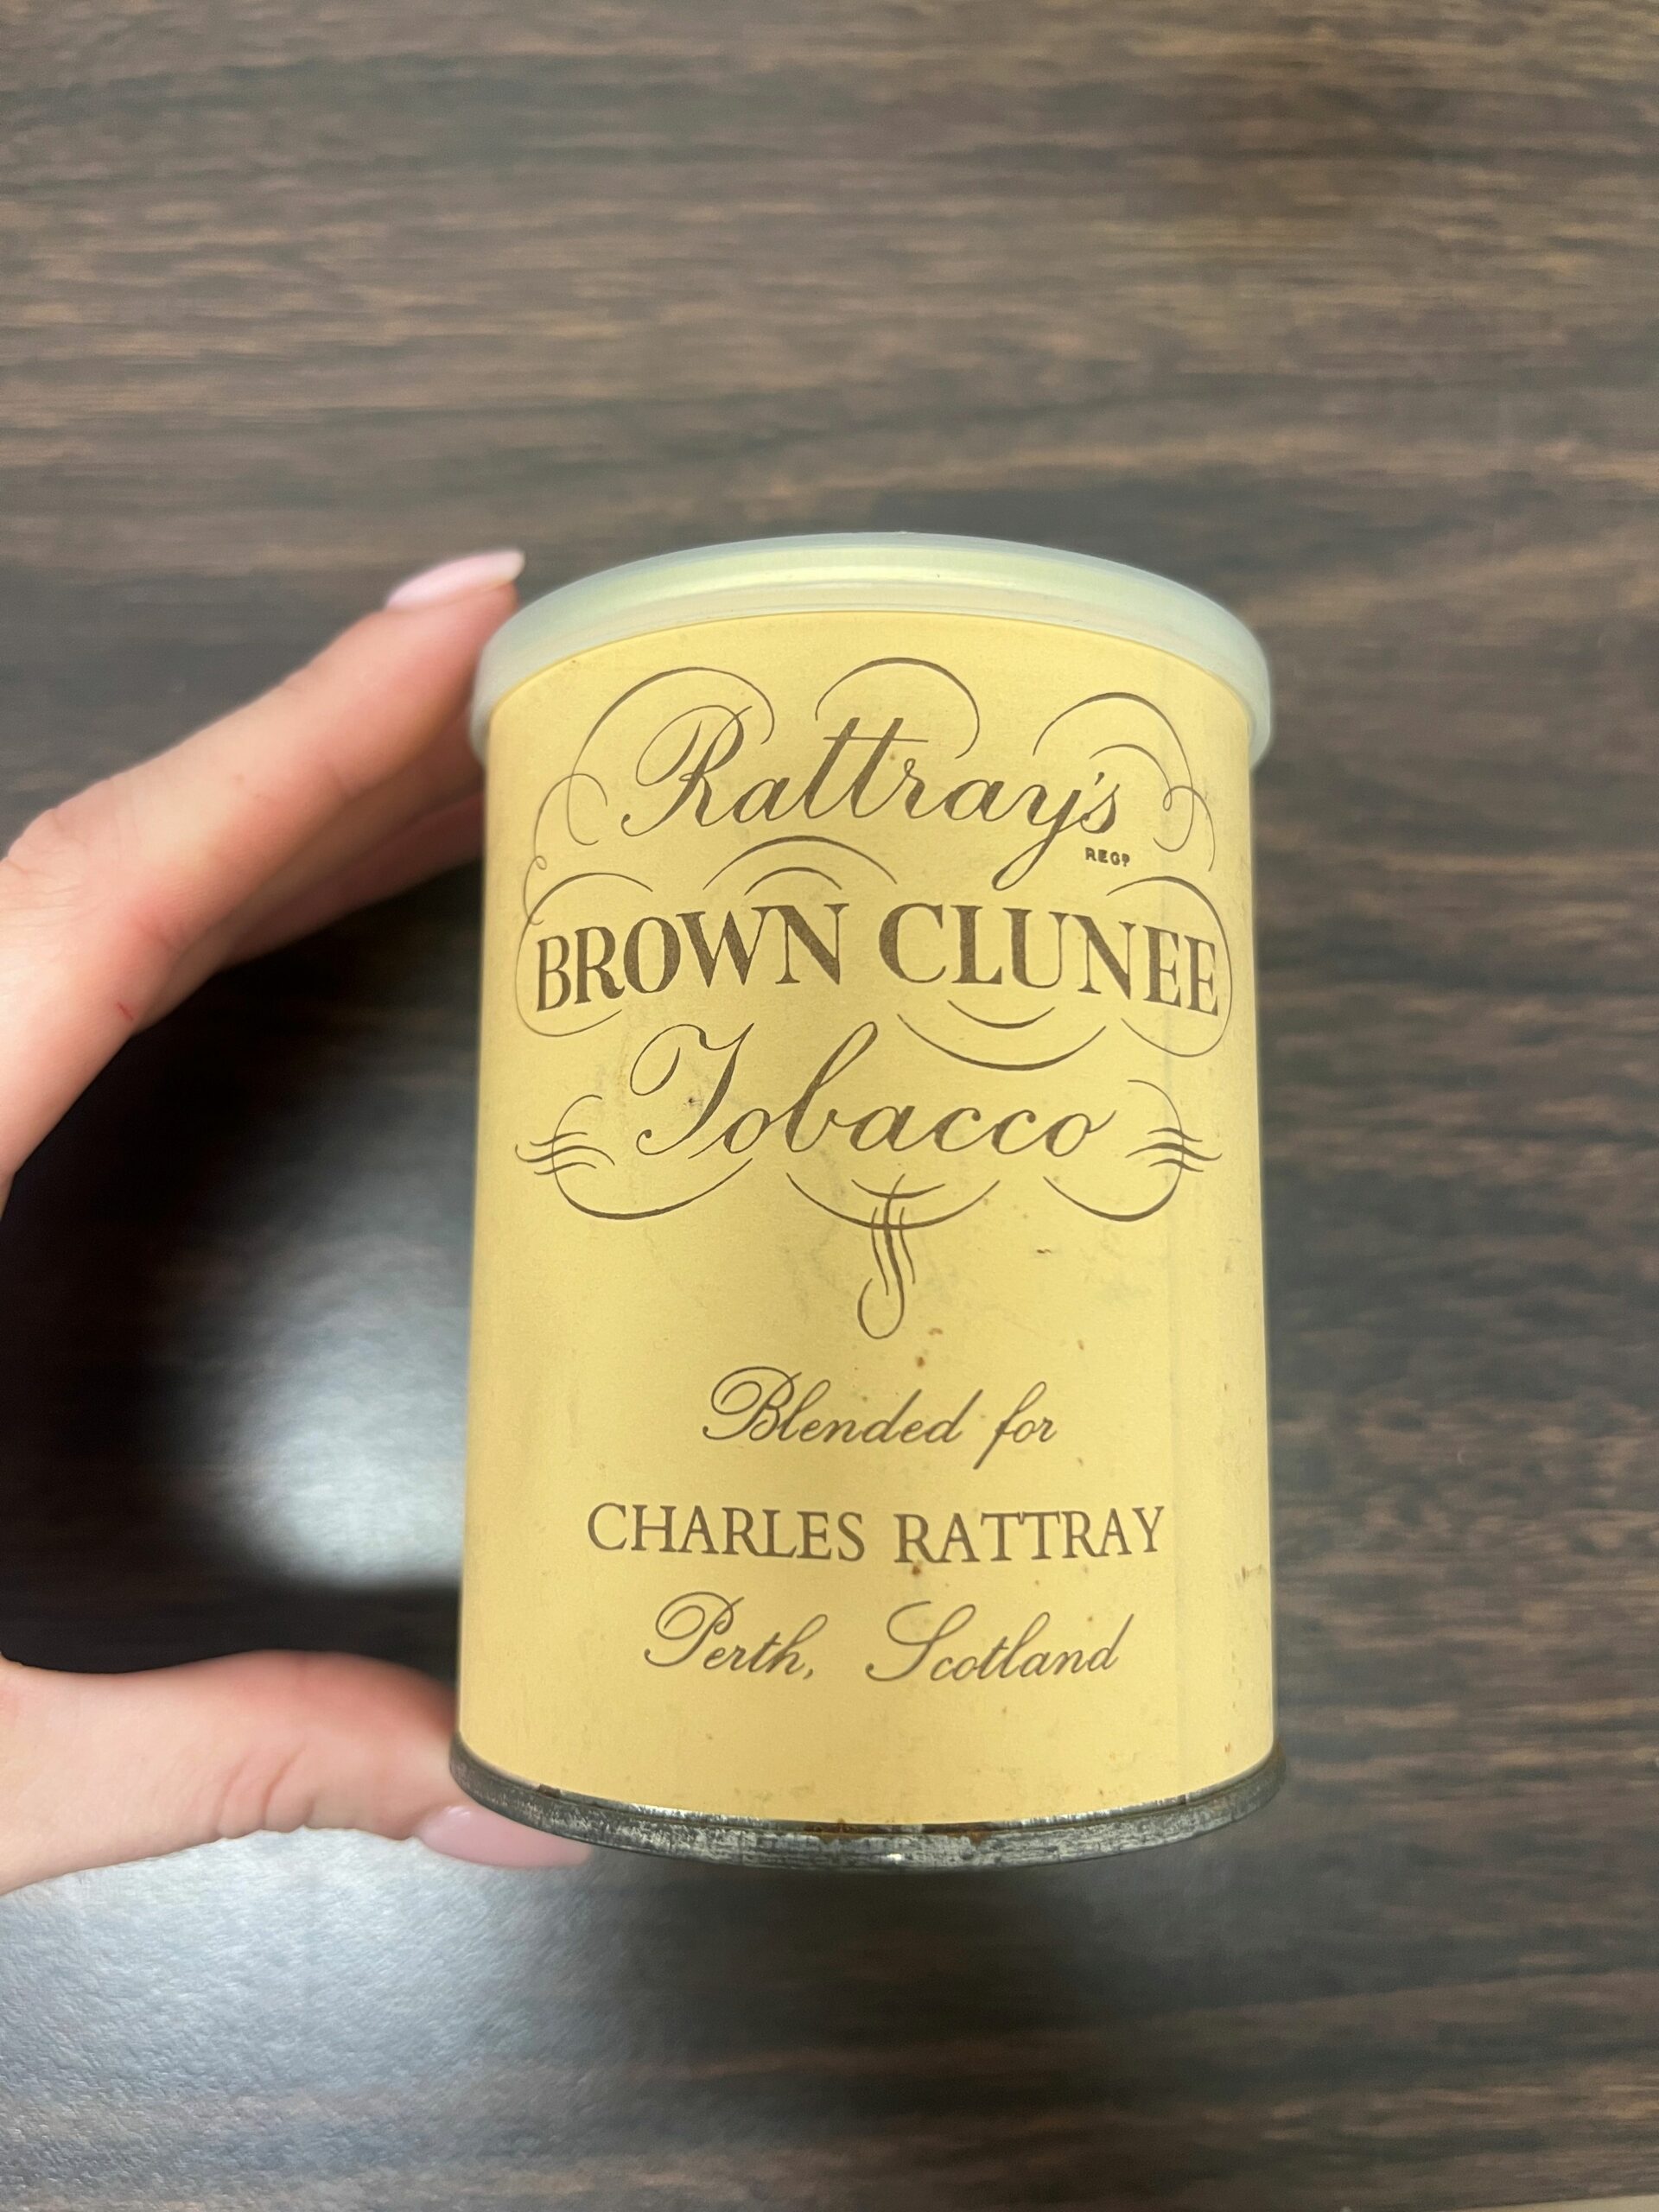 Rattray's
REGD
BROWN CLUNEE
Tobacco
Blended for
CHARLES RATTRAY
Perth, Scotland